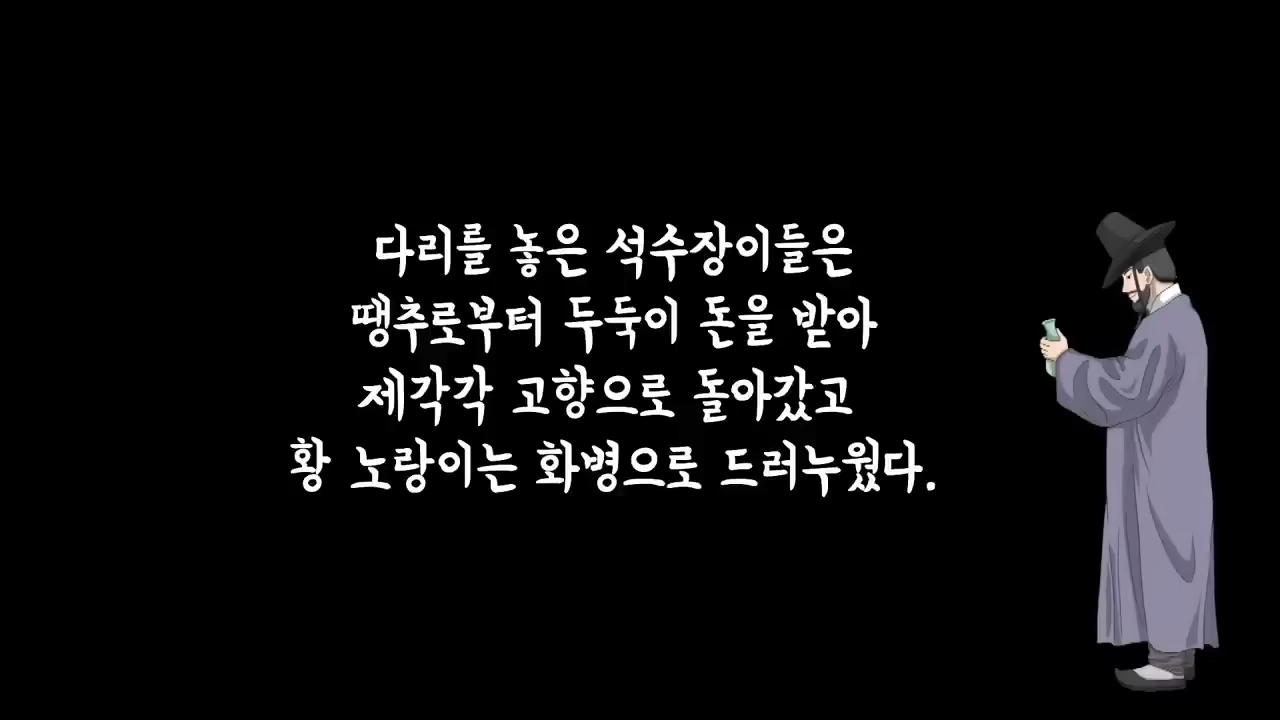 다리를 놓은 석수장이들은
땡추로부터 두둑이 돈을 받아
제각각 고향으로 돌아갔고
황 노랑이는 화병으로 드러누웠다.